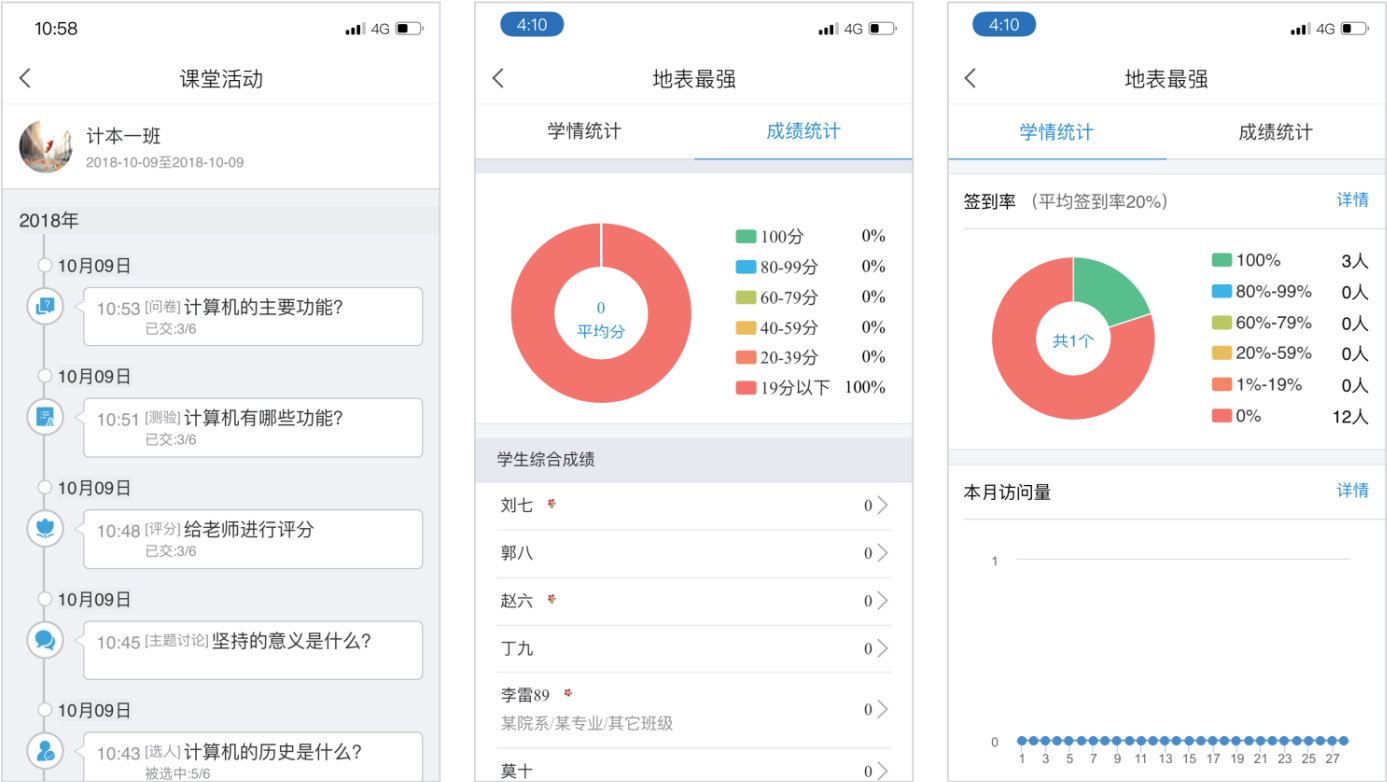 10:58
4G
课堂活动
计本一班
2018-10-09至2018-10-09
2018年
10月09日
10:53 [问卷] 计算机的主要功能?
已交:3/6
10月09日
10:51 [测验] 计算机有哪些功能?
已交:3/6
10月09日
10:48 [评分] 给老师进行评分
已交:3/6
10月09日
10:45 [主题讨论] 坚持的意义是什么?
10月09日
10:43 [选人] 计算机的历史是什么?
被选中:5/6
4:10
4G
地表最强
学情统计 成绩统计
0
平均分
100分 0%
80-99分 0%
60-79分 0%
40-59分 0%
20-39分 0%
19分以下 100%
学生综合成绩
刘七 0
郭八 0
赵六 0
丁九 0
李雷89 0
某院系/某专业/其它班级
莫十 0
4:10
4G
地表最强
学情统计 成绩统计
签到率 (平均签到率20%) 详情
共1个
100% 3人
80%-99% 0人
60%-79% 0人
20%-59% 0人
1%-19% 0人
0% 12人
本月访问量 详情
1
0
1 3 5 7 9 11 13 15 17 19 21 23 25 27